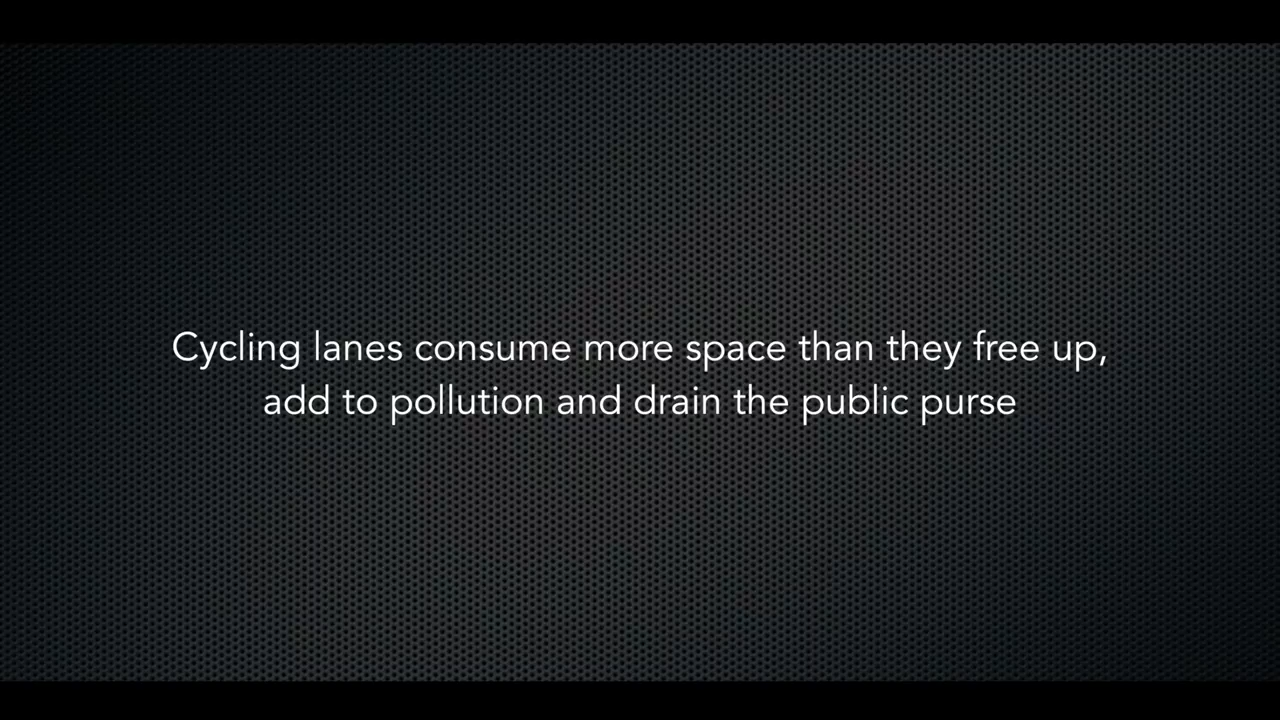 Cycling lanes consume more space than they free up,
add to pollution and drain the public purse